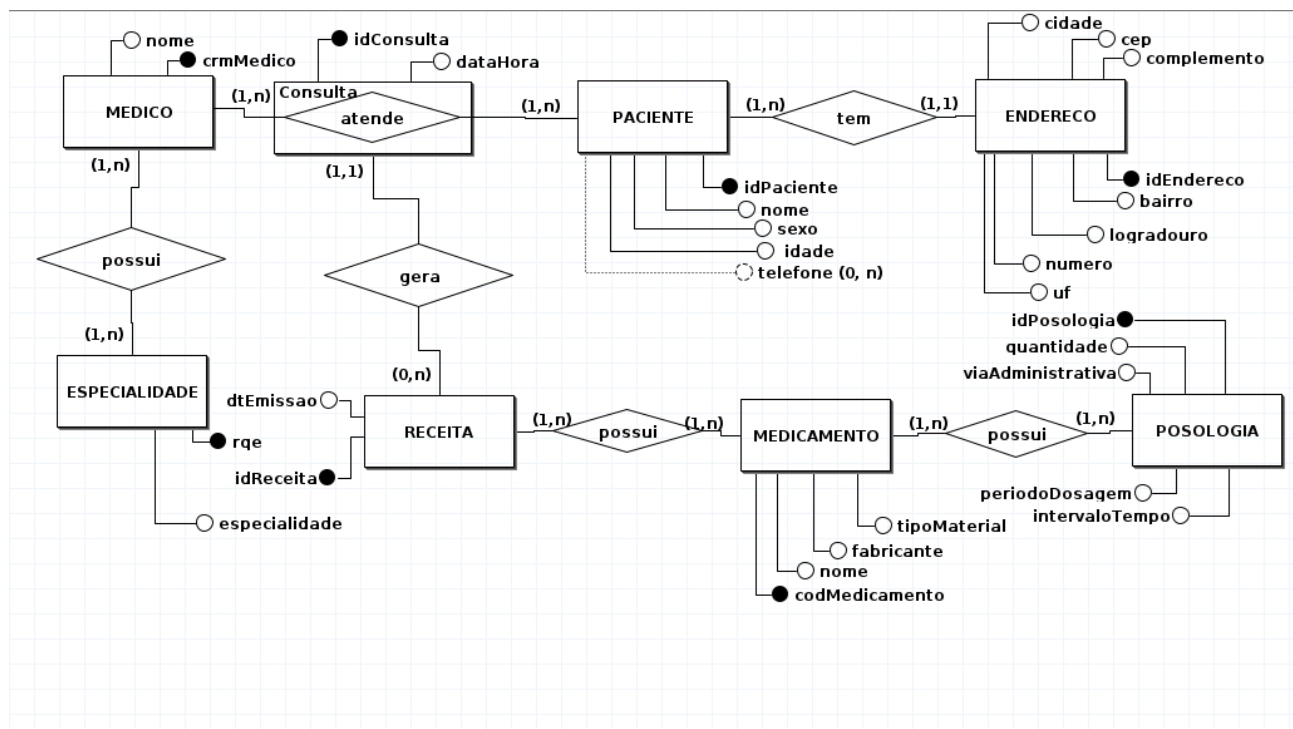 nome
crmMedico
MEDICO
(1,n)
idConsulta
dataHora
Consulta
atende
(1,n)
PACIENTE
(1,n)
tem
(1,1)
ENDERECO
cidade
cep
complemento
(1,n)
(1,1)
idPaciente
nome
sexo
idade
telefone (0, n)
idEndereco
bairro
logradouro
numero
uf
possui
gera
(1,n)
(0,n)
ESPECIALIDADE
rqe
especialidade
dtEmissao
idReceita
RECEITA
(1,n)
possui
(1,n)
MEDICAMENTO
(1,n)
possui
(1,n)
POSOLOGIA
idPosologia
quantidade
viaAdministrativa
periodoDosagem
intervaloTempo
tipoMaterial
fabricante
nome
codMedicamento